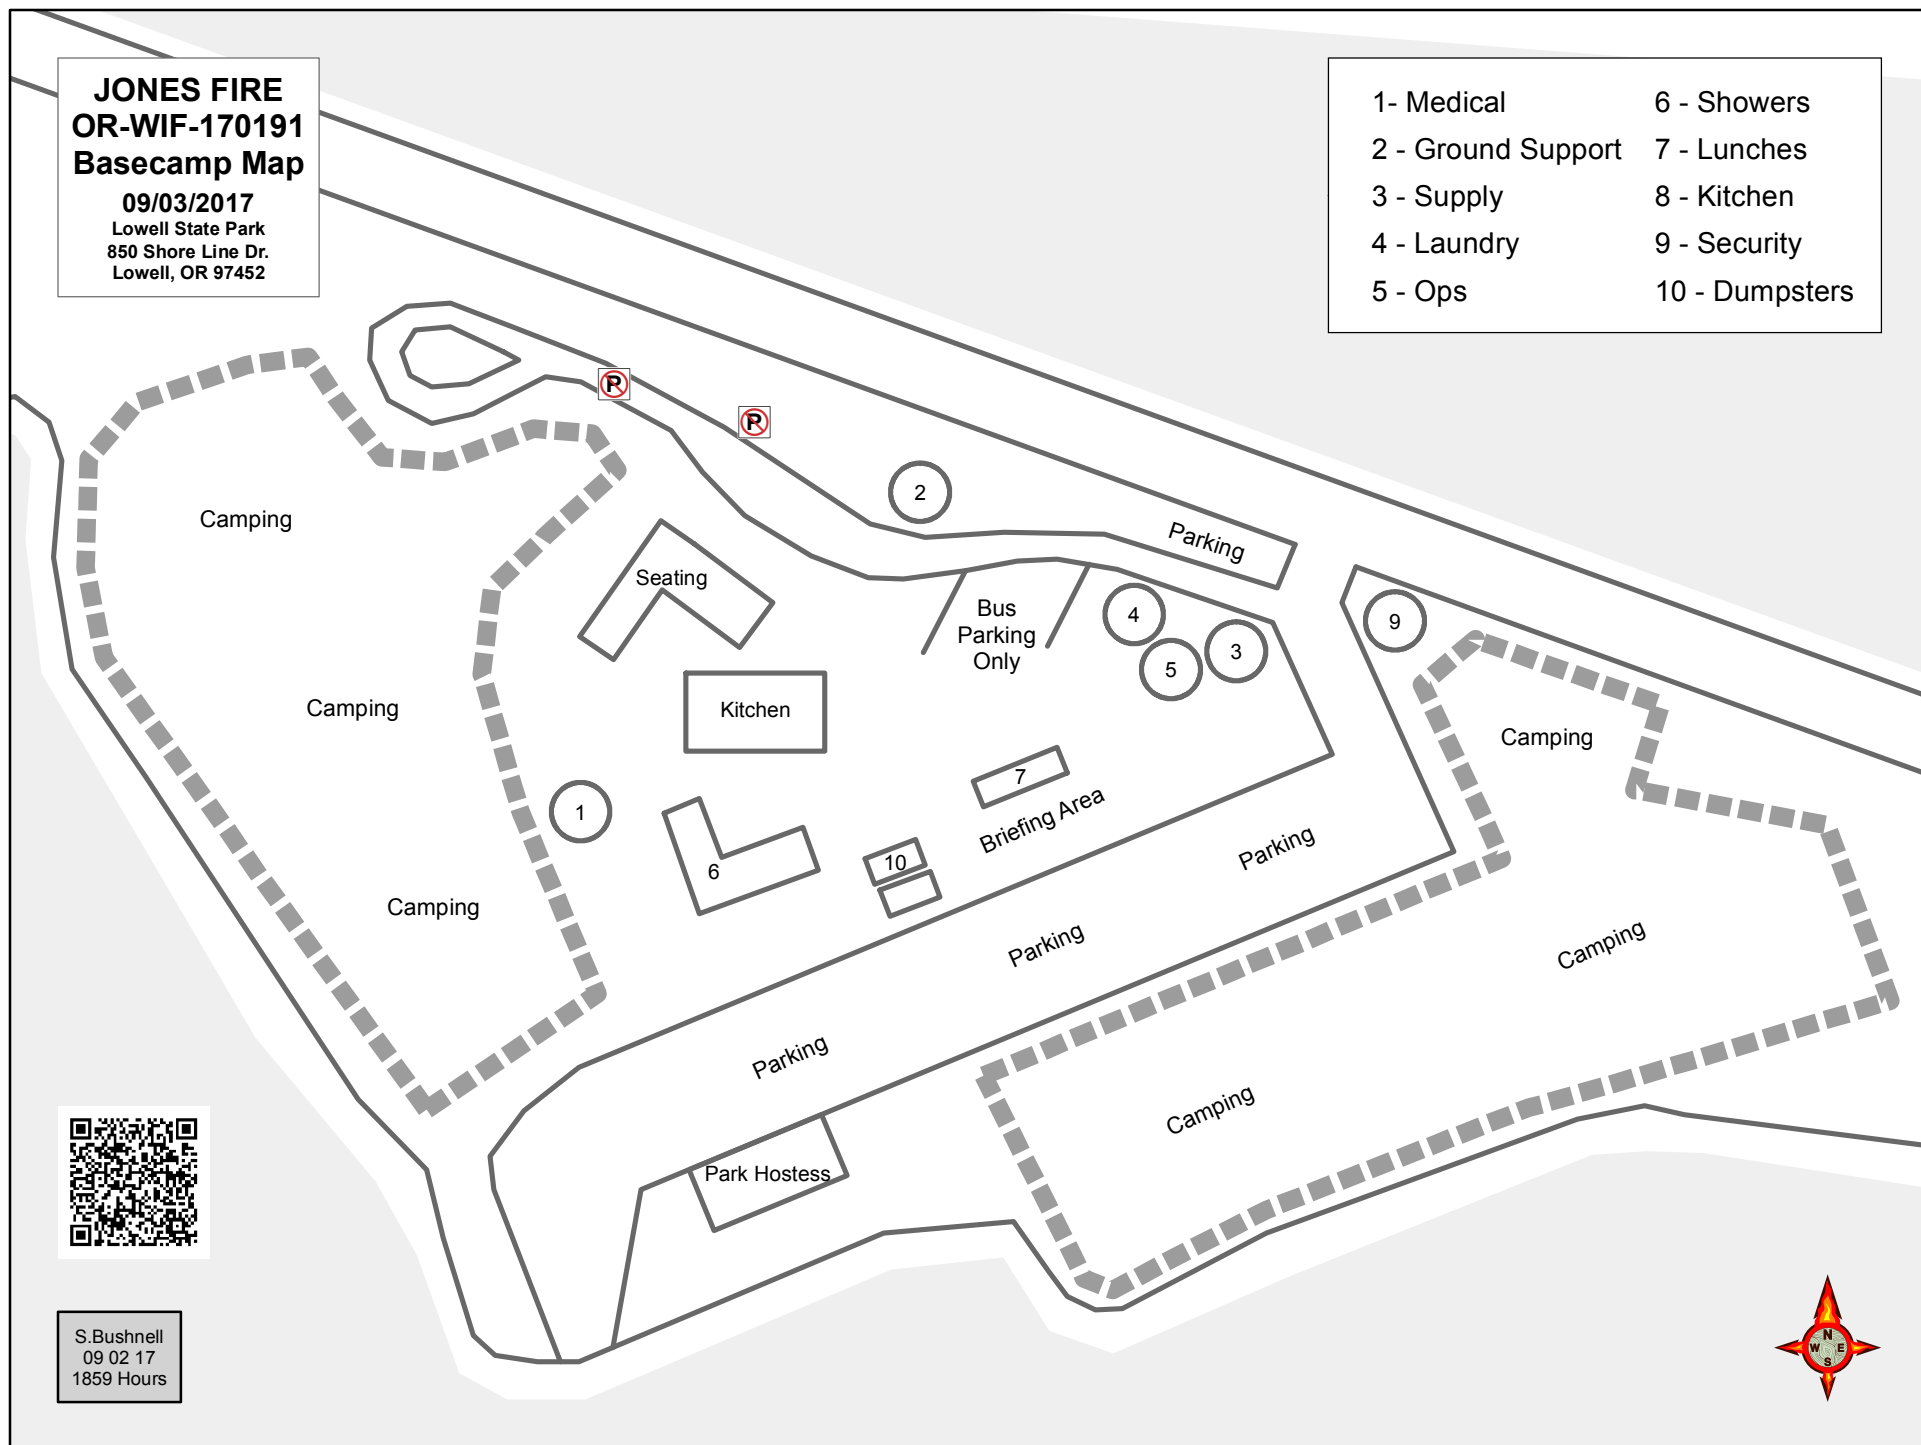 JONES FIRE
OR-WIF-170191
Basecamp Map
09/03/2017
Lowell State Park
850 Shore Line Dr.
Lowell, OR 97452
1- Medical
2 - Ground Support
3 - Supply
4 - Laundry
5 - Ops
6 - Showers
7 - Lunches
8 - Kitchen
9 - Security
10 - Dumpsters
P
P
2
Parking
Camping
Seating
Bus
Parking
Only
4
9
3
5
Camping
Kitchen
Camping
7
1
Briefing Area
Parking
6
10
Camping
Parking
Camping
Parking
Camping
Park Hostess
S.Bushnell
09 02 17
1859 Hours
N
W
E
S